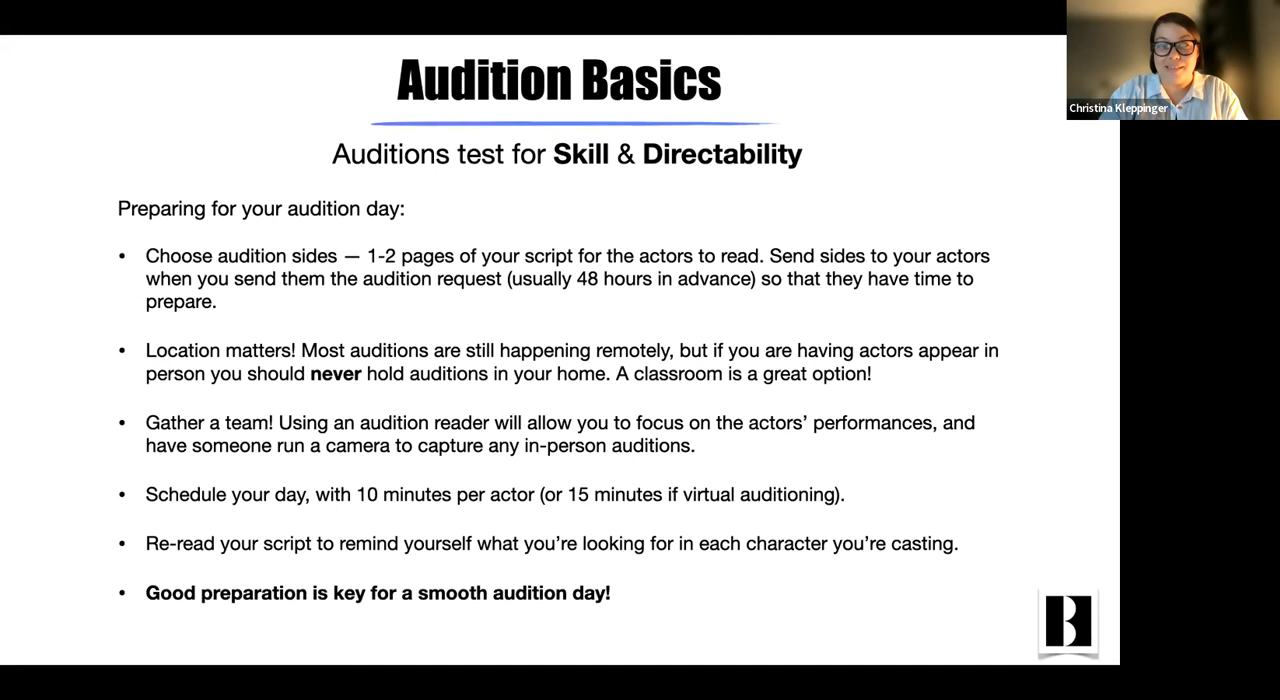 Audition Basics
Christina Kleppinger
Auditions test for Skill & Directability
Preparing for your audition day:
• Choose audition sides — 1-2 pages of your script for the actors to read. Send sides to your actors
when you send them the audition request (usually 48 hours in advance) so that they have time to
prepare.
• Location matters! Most auditions are still happening remotely, but if you are having actors appear in
person you should never hold auditions in your home. A classroom is a great option!
• Gather a team! Using an audition reader will allow you to focus on the actors’ performances, and
have someone run a camera to capture any in-person auditions.
• Schedule your day, with 10 minutes per actor (or 15 minutes if virtual auditioning).
• Re-read your script to remind yourself what you’re looking for in each character you’re casting.
• Good preparation is key for a smooth audition day!
B